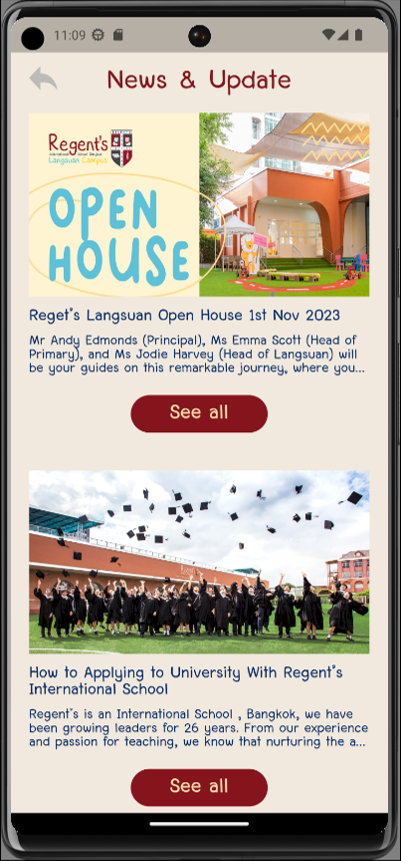 11:09
News & Update
Regent's
International School Bangkok
Langsuan Campus
OPEN
HOUSE
Reget's Langsuan Open House 1st Nov 2023
Mr Andy Edmonds (Principal), Ms Emma Scott (Head of
Primary), and Ms Jodie Harvey (Head of Langsuan) will
be your guides on this remarkable journey, where you...
See all
How to Applying to University With Regent's
International School
Regent's is an International School , Bangkok, we have
been growing leaders for 26 years. From our experience
and passion for teaching, we know that nurturing the a...
See all